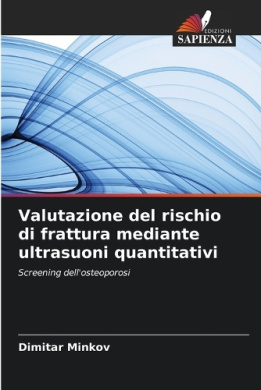 EDIZIONI
SAPIENZA
Valutazione del rischio
di frattura mediante
ultrasuoni quantitativi
Screening dell'osteoporosi
Dimitar Minkov